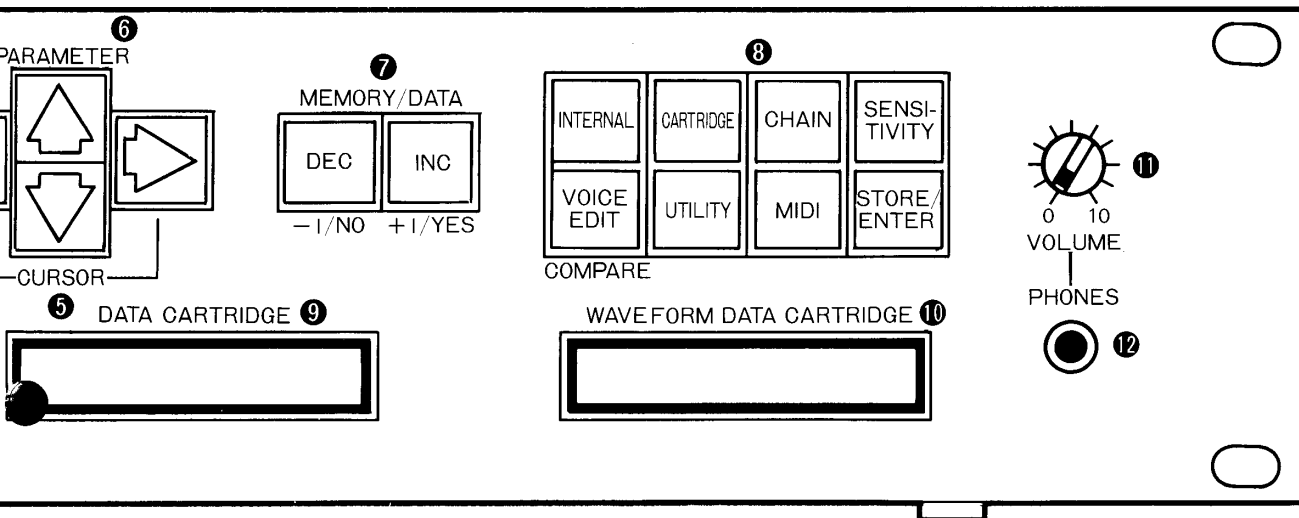 6
PARAMETER
CURSOR
5
7
MEMORY/DATA
DEC
INC
−1/NO
+1/YES
8
INTERNAL
CARTRIDGE
CHAIN
SENSI-
TIVITY
VOICE
EDIT
UTILITY
MIDI
STORE/
ENTER
COMPARE
DATA CARTRIDGE 9
WAVEFORM DATA CARTRIDGE 10
11
0 10
VOLUME
PHONES
12